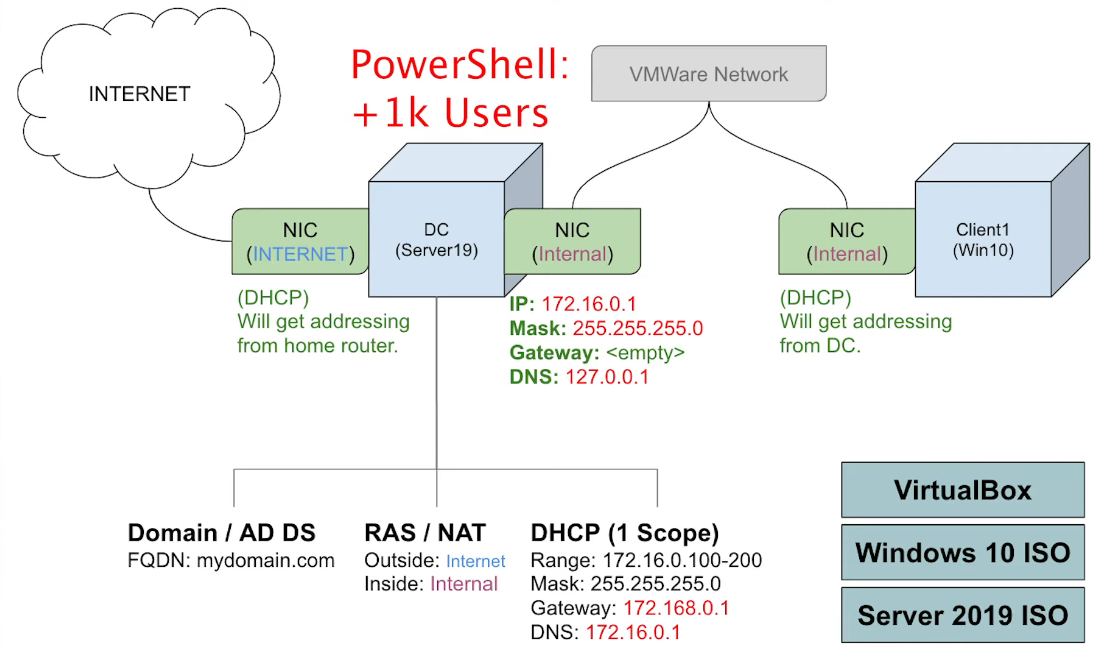 INTERNET
PowerShell:
+1k Users
VMWare Network
NIC
(INTERNET)
DC
(Server19)
NIC
(Internal)
NIC
(Internal)
Client1
(Win10)
(DHCP)
Will get addressing
from home router.
IP: 172.16.0.1
Mask: 255.255.255.0
Gateway: <empty>
DNS: 127.0.0.1
(DHCP)
Will get addressing
from DC.
Domain / AD DS
FQDN: mydomain.com
RAS / NAT
Outside: Internet
Inside: Internal
DHCP (1 Scope)
Range: 172.16.0.100-200
Mask: 255.255.255.0
Gateway: 172.168.0.1
DNS: 172.16.0.1
VirtualBox
Windows 10 ISO
Server 2019 ISO